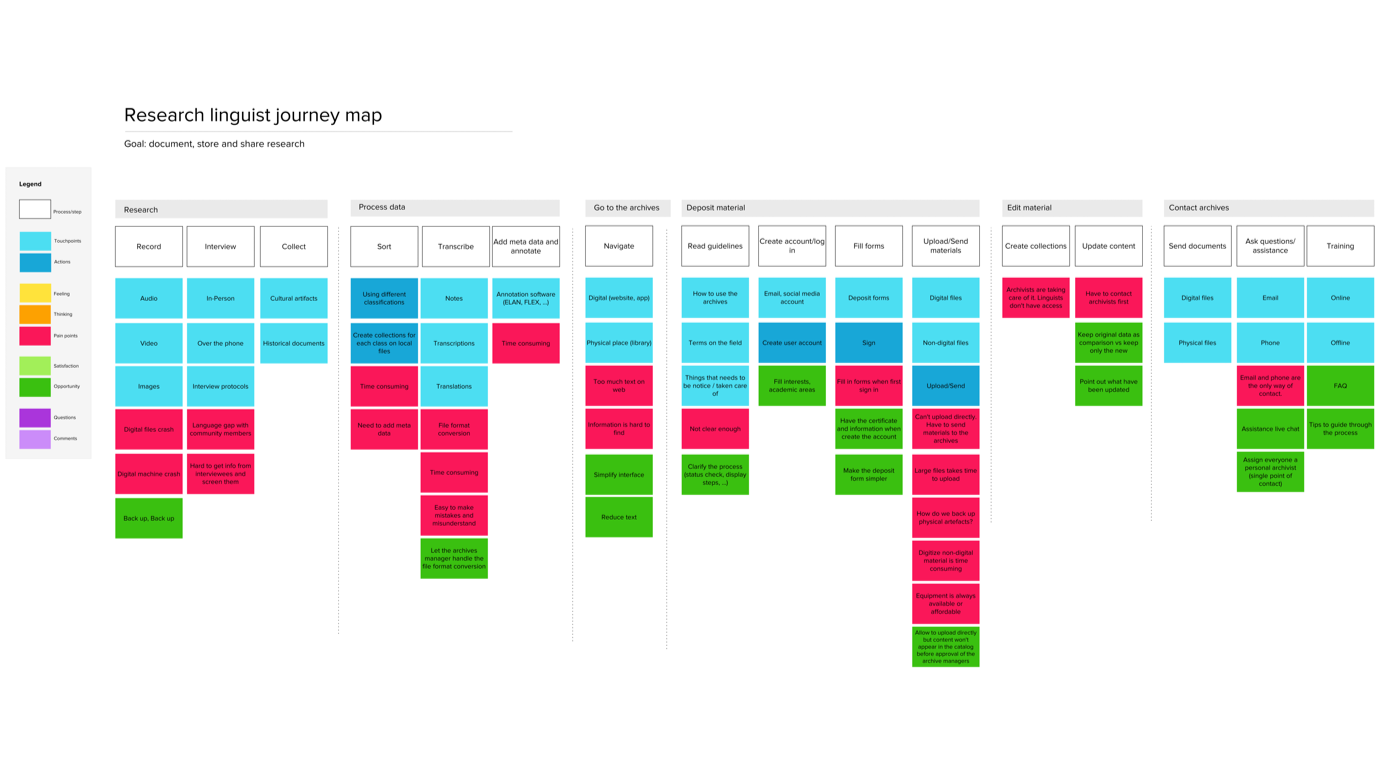 Research linguist journey map
Goal: document, store and share research
Legend
Process/step
Touchpoints
Actions
Feeling
Thinking
Pain points
Satisfaction
Opportunity
Questions
Comments
Research
Record
Audio
Video
Images
Digital files crash
Digital machine crash
Back up, Back up
Interview
In-Person
Over the phone
Interview protocols
Language gap with
community members
Hard to get info from
interviewees and
screen them
Collect
Cultural artifacts
Historical documents
Process data
Sort
Using different
classifications
Create collections for
each class on local
files
Time consuming
Need to add meta
data
Transcribe
Notes
Transcriptions
Translations
File format
conversion
Time consuming
Easy to make
mistakes and
misunderstand
Let the archives
manager handle the
file format conversion
Add meta data and
annotate
Annotation software
(ELAN, FLEX, ...)
Time consuming
Go to the archives
Navigate
Digital (website, app)
Physical place (library)
Too much text on
web
Information is hard to
find
Simplify interface
Reduce text
Deposit material
Read guidelines
How to use the
archives
Terms on the field
Things that needs to
be notice / taken care
of
Not clear enough
Clarify the process
(status check, display
steps, ...)
Create account/log
in
Email, social media
account
Create user account
Fill interests,
academic areas
Fill forms
Deposit forms
Sign
Fill in forms when first
sign in
Have the certificate
and information when
create the account
Make the deposit
form simpler
Upload/Send
materials
Digital files
Non-digital files
Upload/Send
Can't upload directly.
Have to send
materials to the
archives
Large files takes time
to upload
How do we back up
physical artefacts?
Digitize non-digital
material is time
consuming
Equipment is always
available or
affordable
Allow to upload directly
but content won't
appear in the catalog
before approval of the
archive managers
Edit material
Create collections
Archivists are taking
care of it. Linguists
don't have access
Update content
Have to contact
archivists first
Keep original data as
comparison vs keep
only the new
Point out what have
been updated
Contact archives
Send documents
Digital files
Physical files
Ask questions/
assistance
Email
Phone
Email and phone are
the only way of
contact.
Assistance live chat
Assign everyone a
personal archivist
(single point of
contact)
Training
Online
Offline
FAQ
Tips to guide through
the process